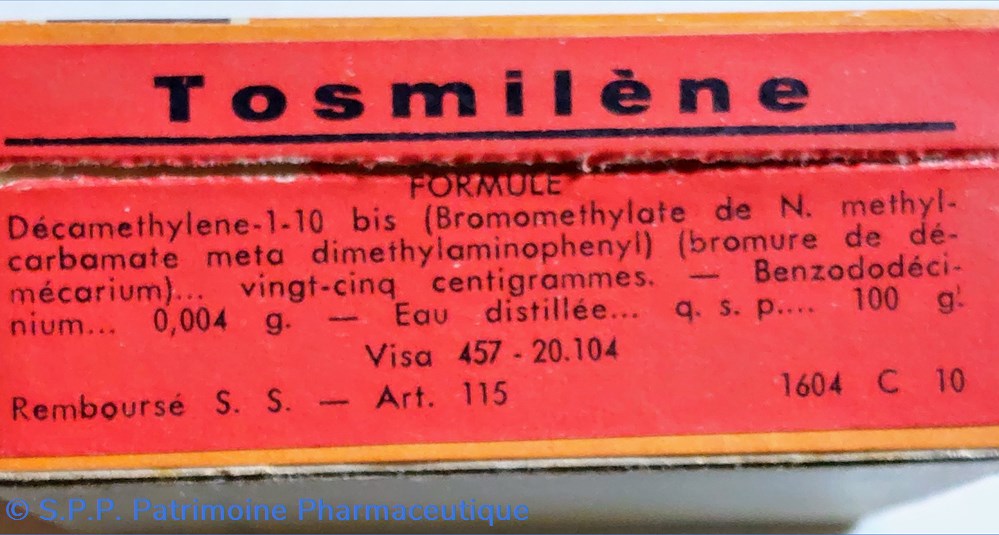 Tosmilène
FORMULE
Décamethylene-1-10 bis (Bromomethylate de N. methyl-
carbamate meta dimethylaminophenyl) (bromure de dé-
mécarium)... vingt-cinq centigrammes. — Benzododéci-
nium... 0,004 g. — Eau distillée... q. s. p.... 100 g.
Visa 457 - 20.104
Remboursé S. S. — Art. 115 1604 C 10
© S.P.P. Patrimoine Pharmaceutique